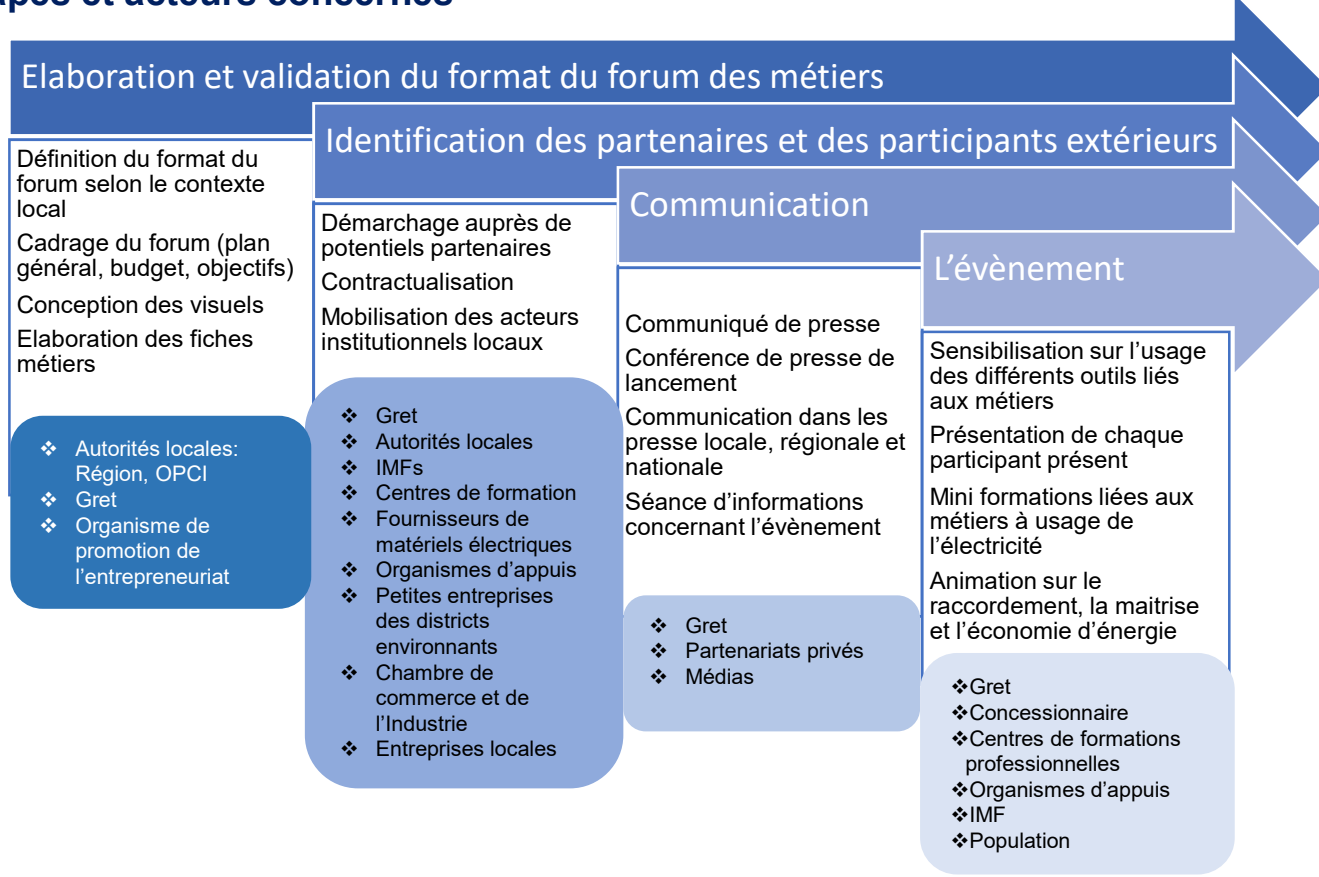 Elaboration et validation du format du forum des métiers
Définition du format du
forum selon le contexte
local
Cadrage du forum (plan
général, budget, objectifs)
Conception des visuels
Elaboration des fiches
métiers
❖ Autorités locales:
Région, OPCI
❖ Gret
❖ Organisme de
promotion de
l'entrepreneuriat
Identification des partenaires et des participants extérieurs
Démarchage auprès de
potentiels partenaires
Contractualisation
Mobilisation des acteurs
institutionnels locaux
❖ Gret
❖ Autorités locales
❖ IMFs
❖ Centres de formation
❖ Fournisseurs de
matériels électriques
❖ Organismes d'appuis
❖ Petites entreprises
des districts
environnants
❖ Chambre de
commerce et de
l'Industrie
❖ Entreprises locales
Communication
Communiqué de presse
Conférence de presse de
lancement
Communication dans les
presse locale, régionale et
nationale
Séance d'informations
concernant l'évènement
❖ Gret
❖ Partenariats privés
❖ Médias
L'évènement
Sensibilisation sur l'usage
des différents outils liés
aux métiers
Présentation de chaque
participant présent
Mini formations liées aux
métiers à usage de
l'électricité
Animation sur le
raccordement, la maitrise
et l'économie d'énergie
❖Gret
❖Concessionnaire
❖Centres de formations
professionnelles
❖Organismes d'appuis
❖IMF
❖Population